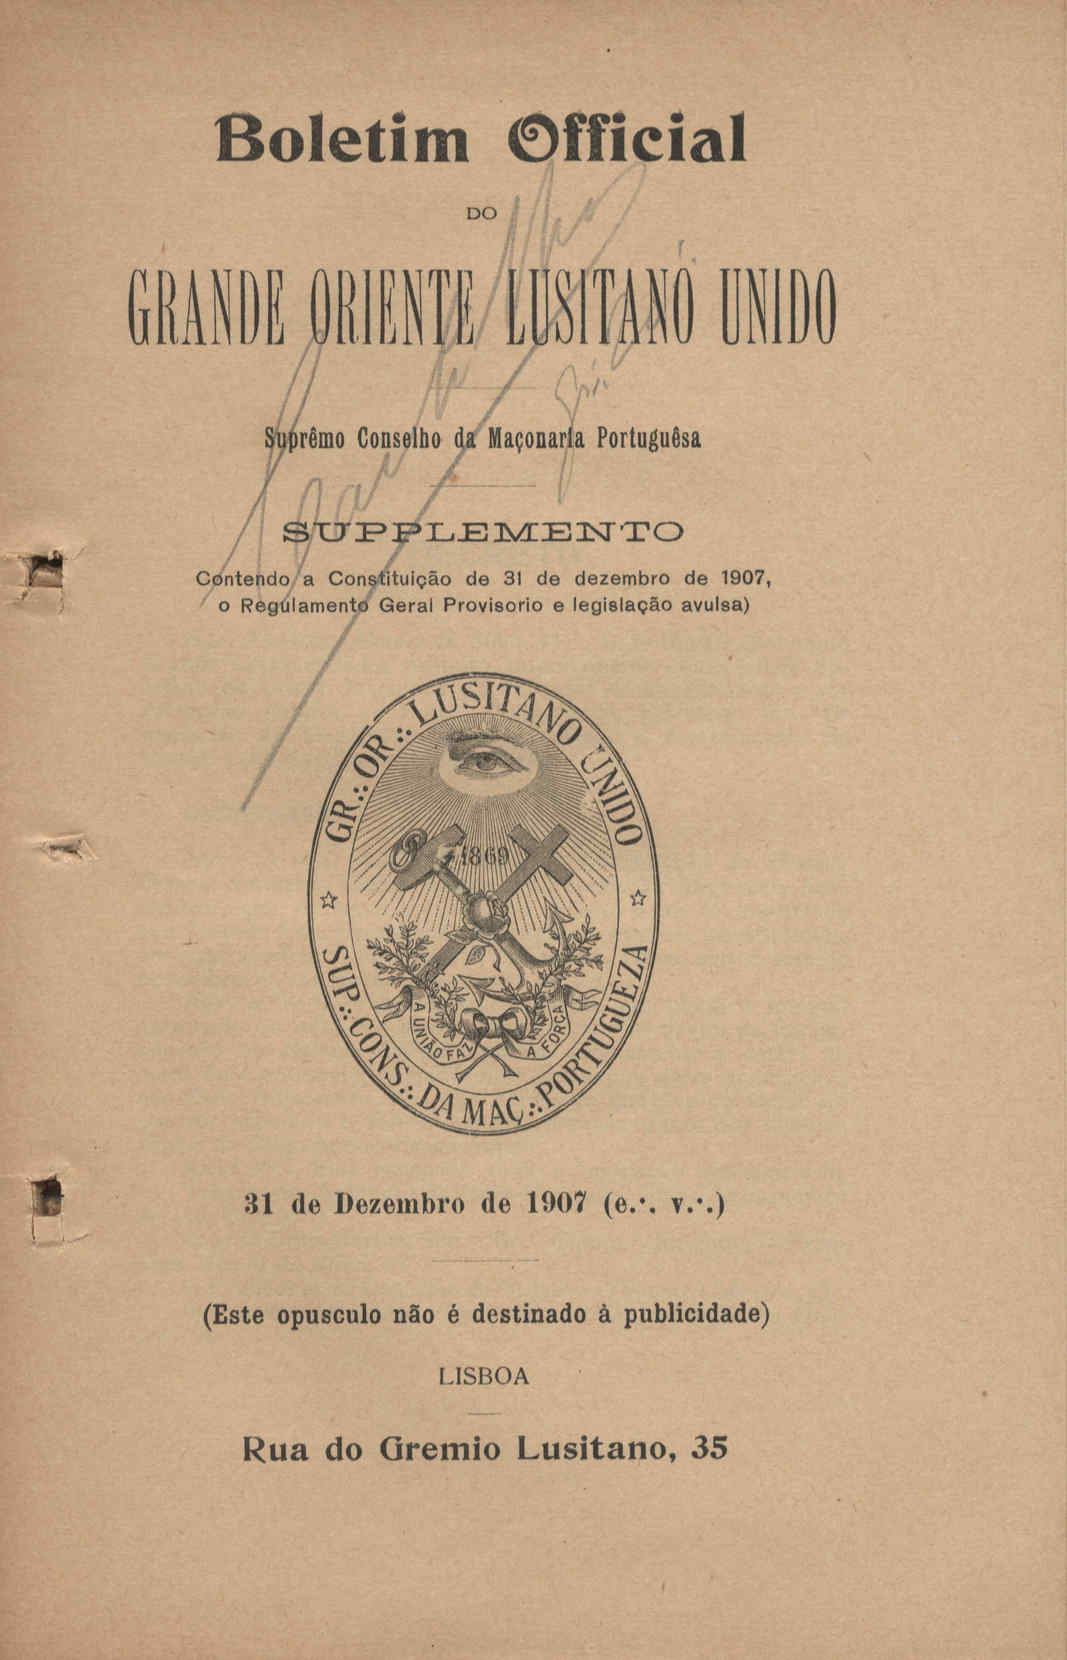 Boletim Official
DO
GRANDE ORIENTE LUSITANO UNIDO
Suprêmo Conselho da Maçonaria Portuguêsa
SUPPLEMENTO
Contendo a Constituição de 31 de dezembro de 1907,
o Regulamento Geral Provisorio e legislação avulsa)
GR.·. OR.·. LUSITANO UNIDO
1869
A UNIÃO FAZ A FORÇA
SUP.·. CONS.·. DA MAÇ.·. PORTUGUEZA
31 de Dezembro de 1907 (e.·. v.·.)
(Este opusculo não é destinado à publicidade)
LISBOA
Rua do Gremio Lusitano, 35